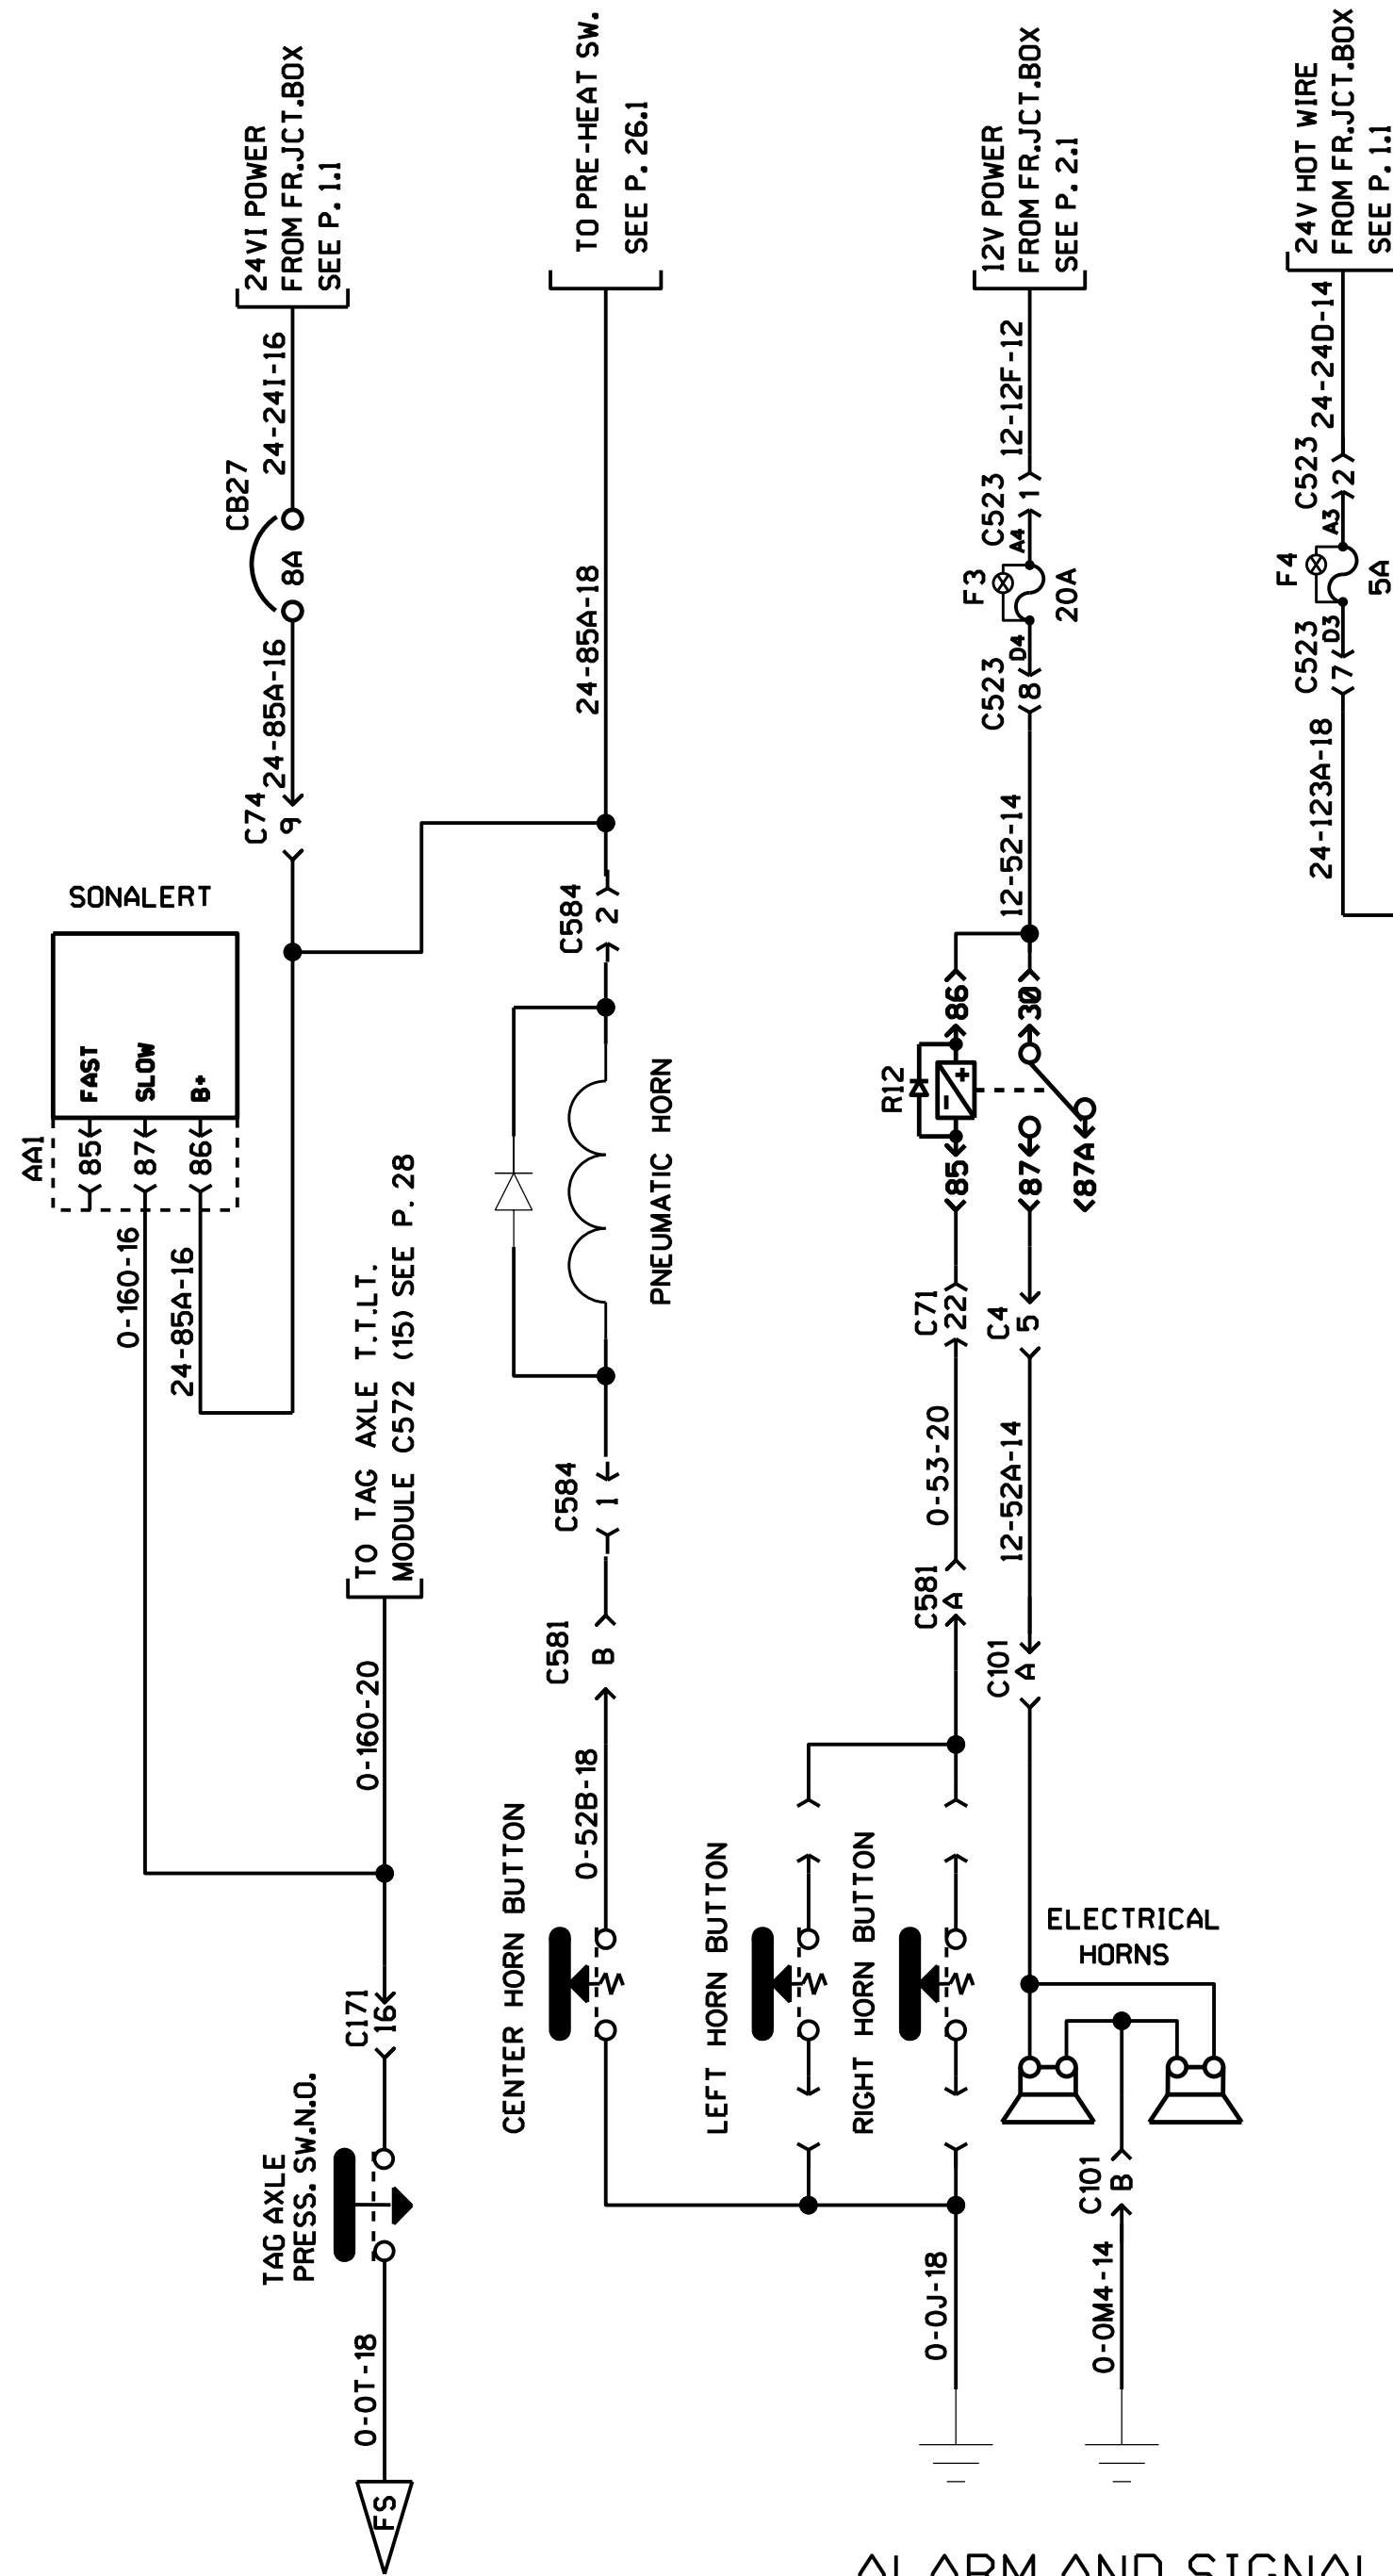 24VI POWER
FROM FR.JCT.BOX
SEE P. 1.1
24-24I-16
CB27
8A
24-85A-16
C74
9
SONALERT
FAST
SLOW
B+
AA1
85
87
86
0-160-16
24-85A-16
TO TAG AXLE T.T.LT.
MODULE C572 (15) SEE P. 28
0-160-20
C171
16
TAG AXLE
PRESS. SW.N.O.
0-0T-18
FS
TO PRE-HEAT SW.
SEE P. 26.1
24-85A-18
C584
2
PNEUMATIC HORN
C584
1
C581
B
0-52B-18
CENTER HORN BUTTON
LEFT HORN BUTTON
RIGHT HORN BUTTON
12V POWER
FROM FR.JCT.BOX
SEE P. 2.1
12-12F-12
C523
1
A4
F3
20A
D4
C523
8
12-52-14
86
30
R12
+
-
85
87
87A
C71
22
C4
5
0-53-20
12-52A-14
C581
A
C101
A
ELECTRICAL
HORNS
C101
B
0-0J-18
0-0M4-14
24V HOT WIRE
FROM FR.JCT.BOX
SEE P. 1.1
24-24D-14
C523
2
A3
F4
5A
D3
C523
7
24-123A-18
ALARM AND SIGNAL